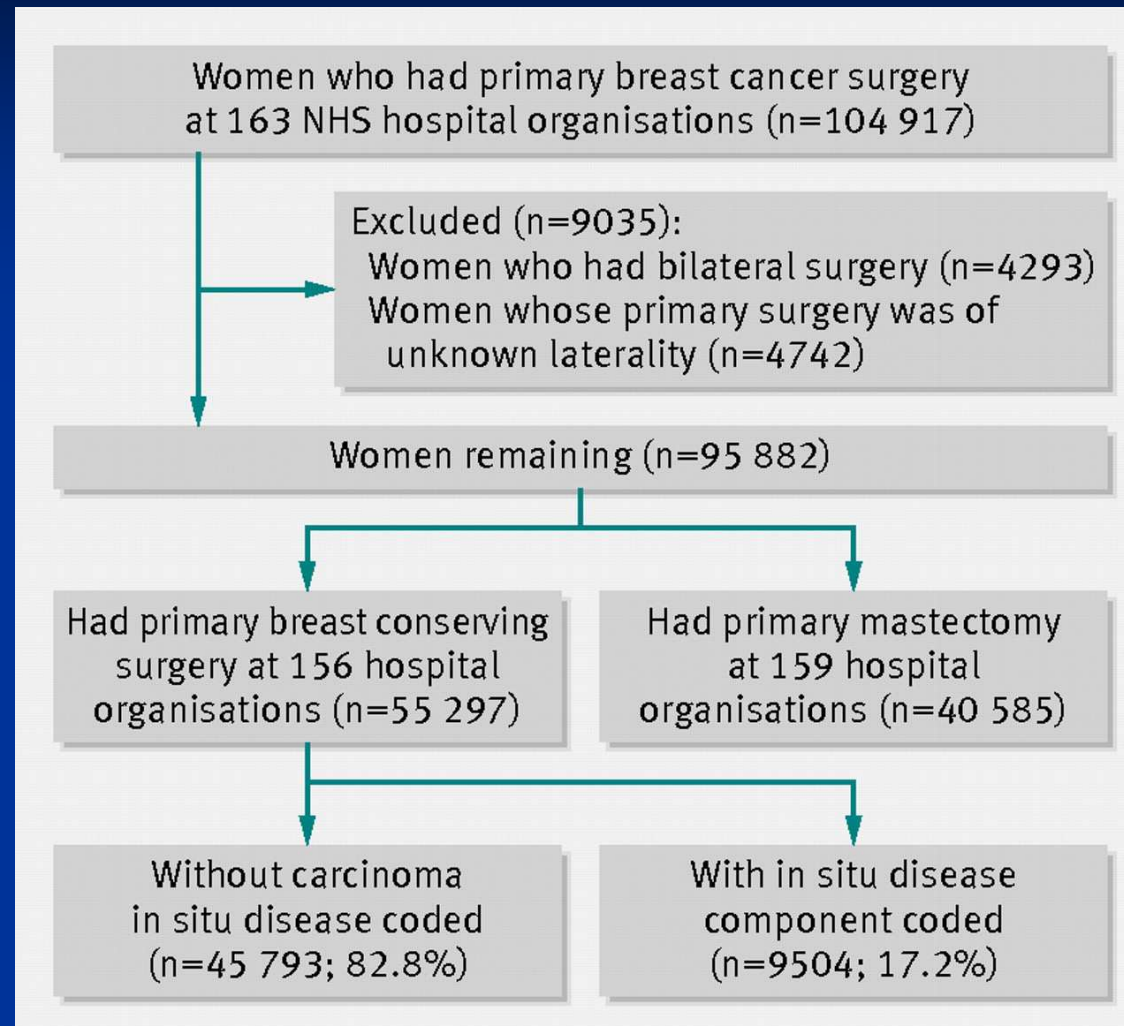 Women who had primary breast cancer surgery
at 163 NHS hospital organisations (n=104 917)
Excluded (n=9035):
Women who had bilateral surgery (n=4293)
Women whose primary surgery was of
unknown laterality (n=4742)
Women remaining (n=95 882)
Had primary breast conserving
surgery at 156 hospital
organisations (n=55 297)
Had primary mastectomy
at 159 hospital
organisations (n=40 585)
Without carcinoma
in situ disease coded
(n=45 793; 82.8%)
With in situ disease
component coded
(n=9504; 17.2%)